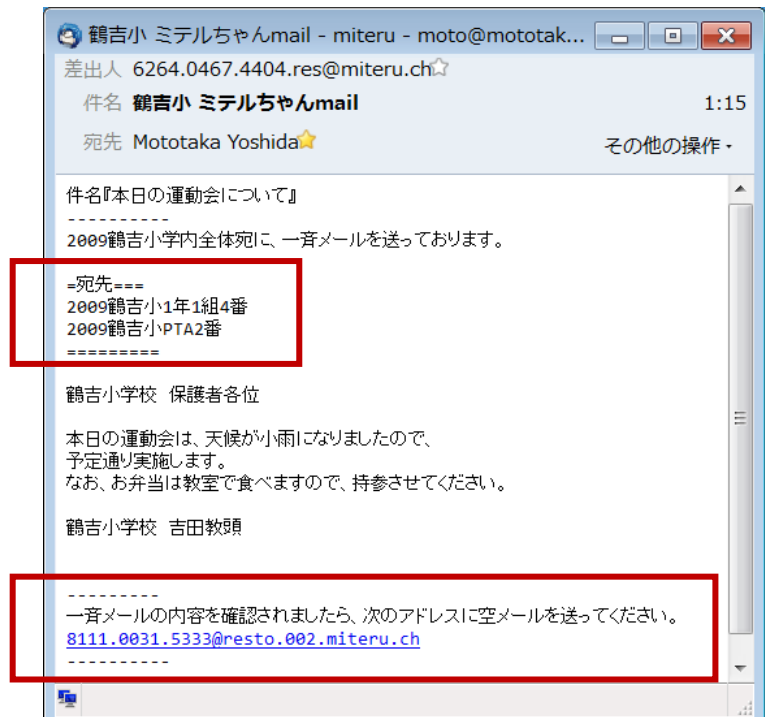 鶴吉小 ミテルちゃんmail - miteru - moto@mototak...
差出人 6264.0467.4404.res@miteru.ch
件名 鶴吉小 ミテルちゃんmail 1:15
宛先 Mototaka Yoshida その他の操作
件名『本日の運動会について』
----------
2009鶴吉小学内全体宛に、一斉メールを送っております。
=宛先===
2009鶴吉小1年1組4番
2009鶴吉小PTA2番
=========
鶴吉小学校 保護者各位
本日の運動会は、天候が小雨になりましたので、
予定通り実施します。
なお、お弁当は教室で食べますので、持参させてください。
鶴吉小学校 吉田教頭
---------
一斉メールの内容を確認されましたら、次のアドレスに空メールを送ってください。
8111.0031.5333@resto.002.miteru.ch
----------